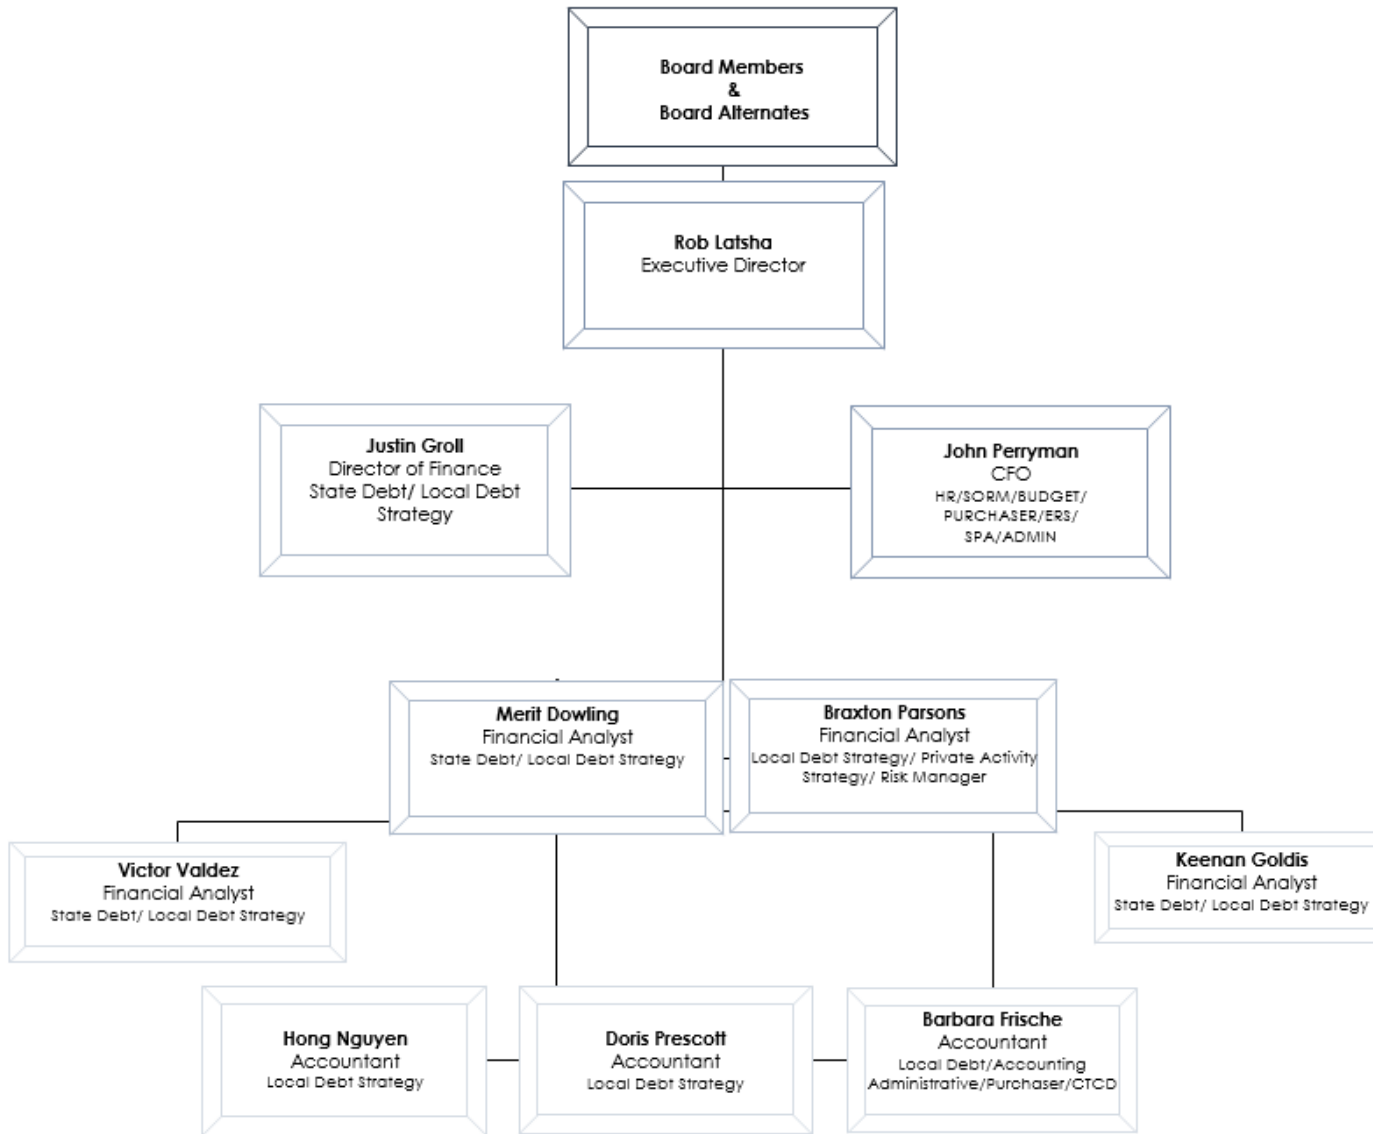 Board Members
&
Board Alternates
Rob Latsha
Executive Director
Justin Groll
Director of Finance
State Debt/ Local Debt
Strategy
John Perryman
CFO
HR/SORM/BUDGET/
PURCHASER/ERS/
SPA/ADMIN
Merit Dowling
Financial Analyst
State Debt/ Local Debt Strategy
Braxton Parsons
Financial Analyst
Local Debt Strategy/ Private Activity
Strategy/ Risk Manager
Victor Valdez
Financial Analyst
State Debt/ Local Debt Strategy
Keenan Goldis
Financial Analyst
State Debt/ Local Debt Strategy
Hong Nguyen
Accountant
Local Debt Strategy
Doris Prescott
Accountant
Local Debt Strategy
Barbara Frische
Accountant
Local Debt/Accounting
Administrative/Purchaser/CTCD